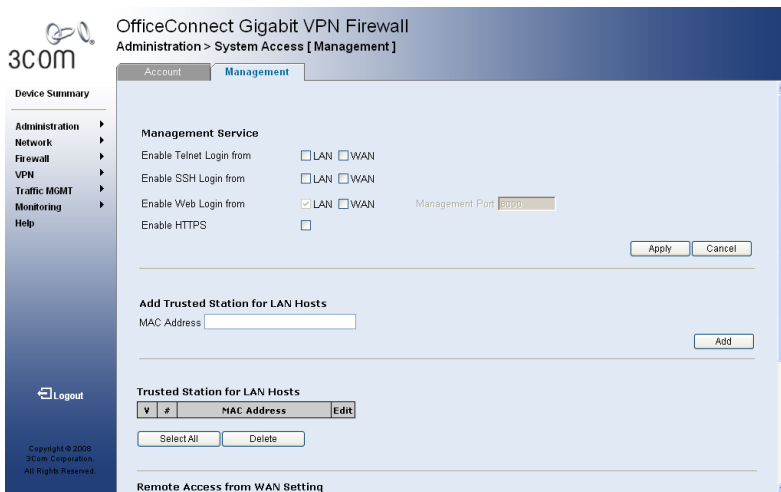 3COM
OfficeConnect Gigabit VPN Firewall
Administration > System Access [ Management ]
Account Management
Device Summary
Administration
Network
Firewall
VPN
Traffic MGMT
Monitoring
Help
Logout
Copyright © 2008
3Com Corporation.
All Rights Reserved.
Management Service
Enable Telnet Login from LAN WAN
Enable SSH Login from LAN WAN
Enable Web Login from LAN WAN Management Port
Enable HTTPS
Apply Cancel
Add Trusted Station for LAN Hosts
MAC Address
Add
Trusted Station for LAN Hosts
# MAC Address Edit
Select All Delete
Remote Access from WAN Setting